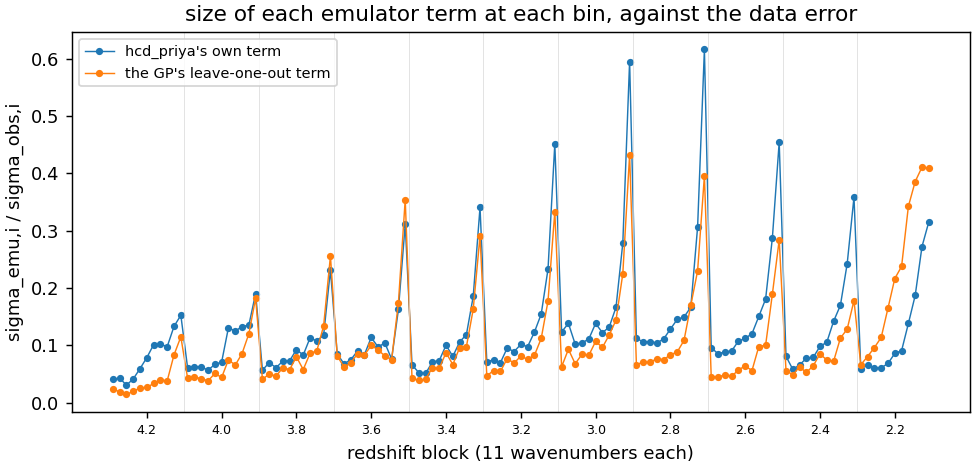 size of each emulator term at each bin, against the data error
hcd_priya's own term
the GP's leave-one-out term
sigma_emu,i / sigma_obs,i
0.6
0.5
0.4
0.3
0.2
0.1
0.0
4.2 4.0 3.8 3.6 3.4 3.2 3.0 2.8 2.6 2.4 2.2
redshift block (11 wavenumbers each)